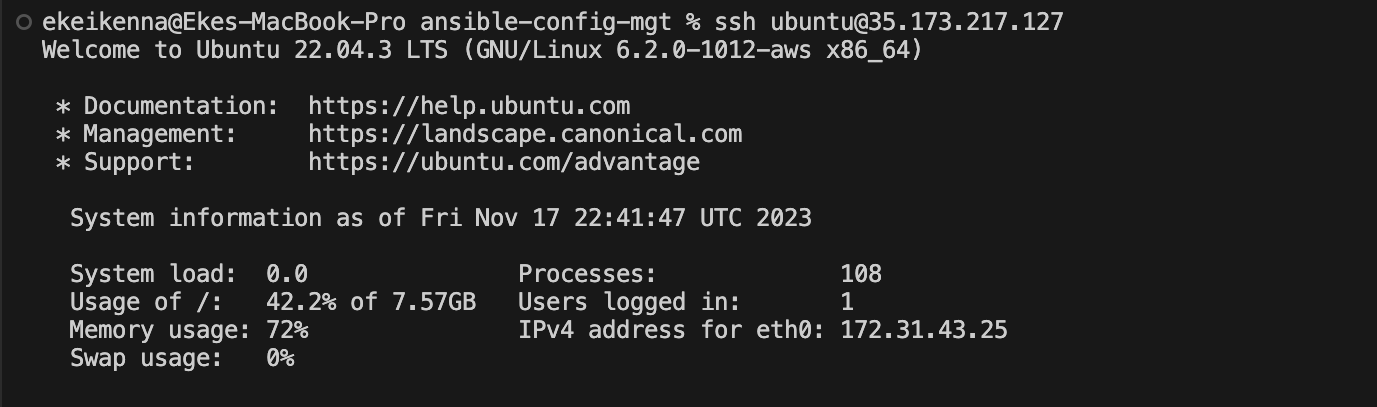 ekeikenna@Ekes-MacBook-Pro ansible-config-mgt % ssh ubuntu@35.173.217.127
Welcome to Ubuntu 22.04.3 LTS (GNU/Linux 6.2.0-1012-aws x86_64)
* Documentation:  https://help.ubuntu.com
* Management:     https://landscape.canonical.com
* Support:        https://ubuntu.com/advantage
System information as of Fri Nov 17 22:41:47 UTC 2023
System load:  0.0               Processes:             108
Usage of /:   42.2% of 7.57GB   Users logged in:       1
Memory usage: 72%               IPv4 address for eth0: 172.31.43.25
Swap usage:   0%